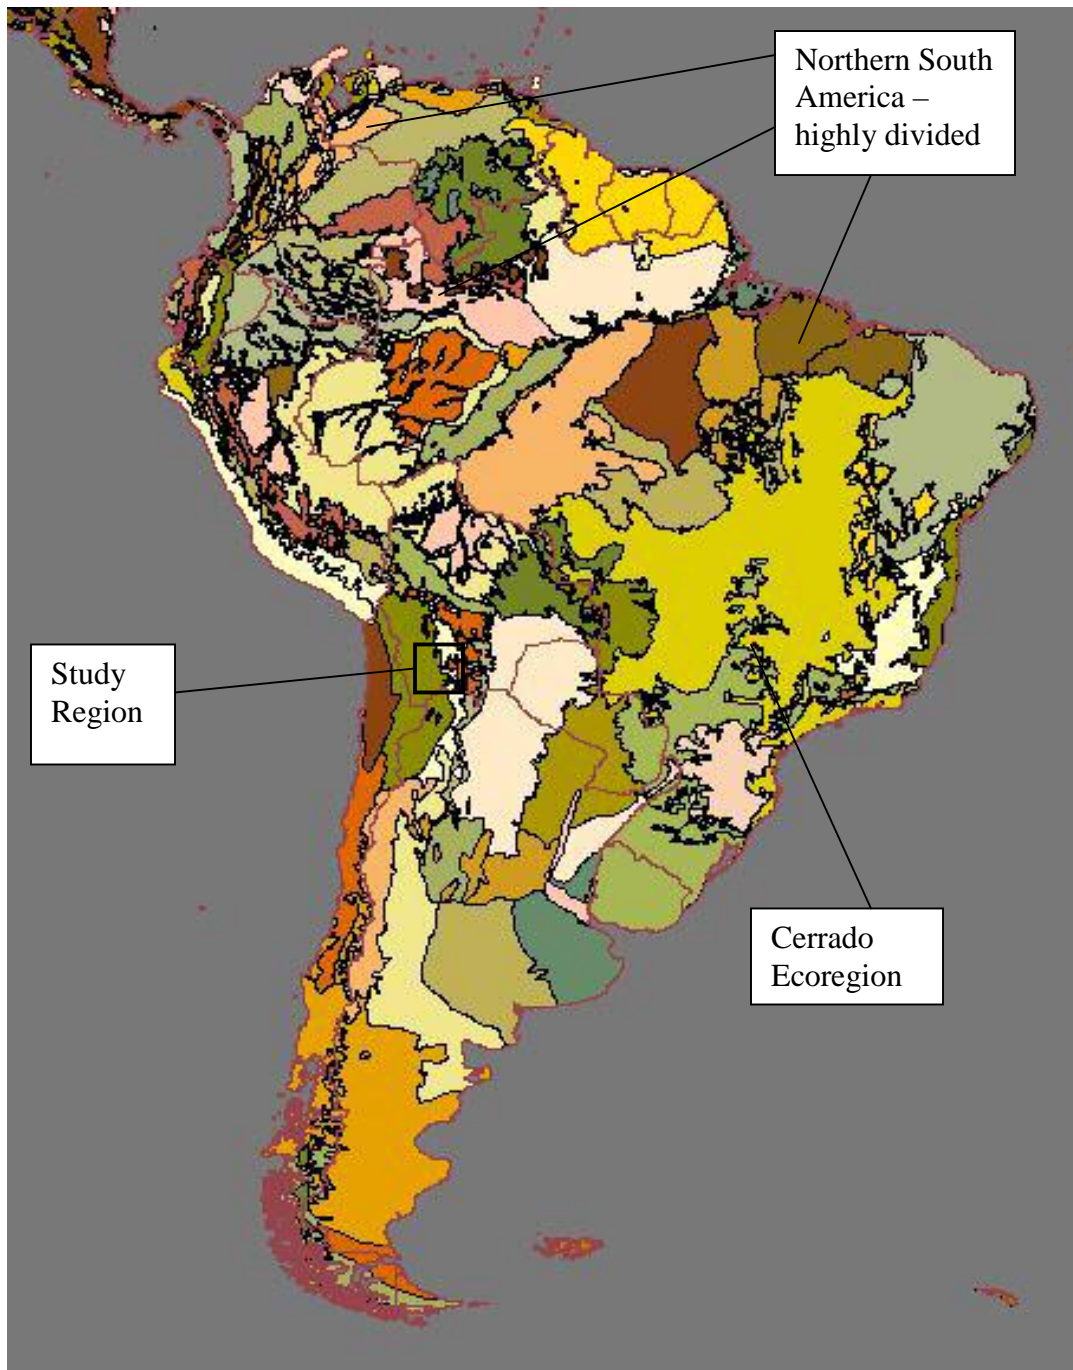 Northern South
America –
highly divided
Study
Region
Cerrado
Ecoregion